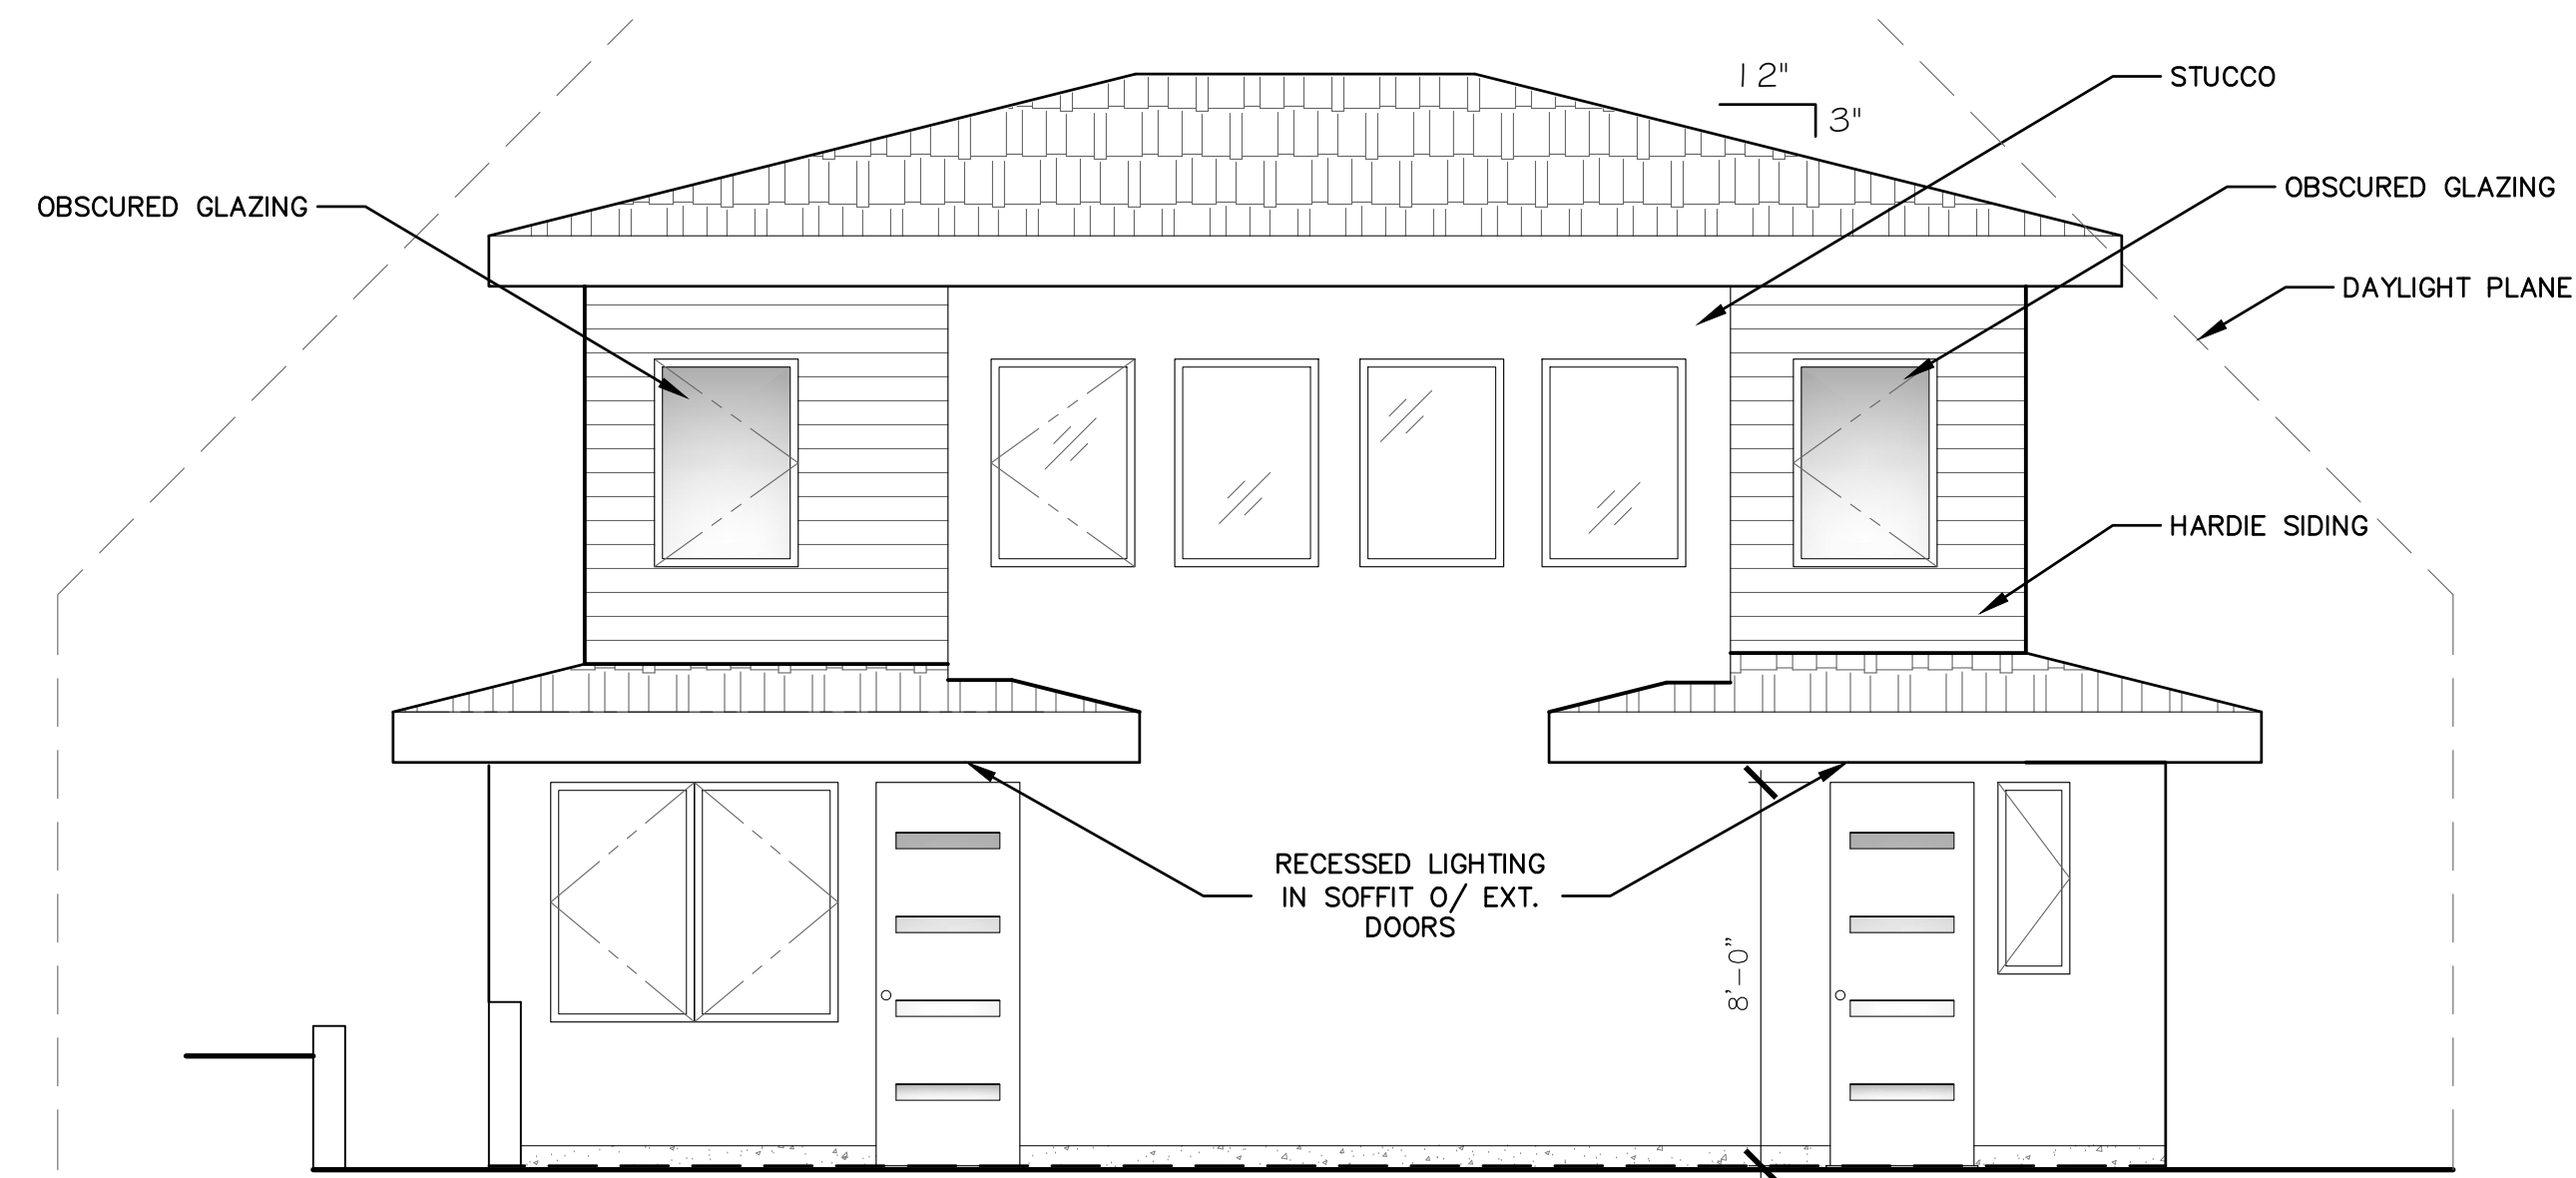 12"
3"
STUCCO
OBSCURED GLAZING
OBSCURED GLAZING
DAYLIGHT PLANE
HARDIE SIDING
RECESSED LIGHTING
IN SOFFIT O/ EXT.
DOORS
8'-0"